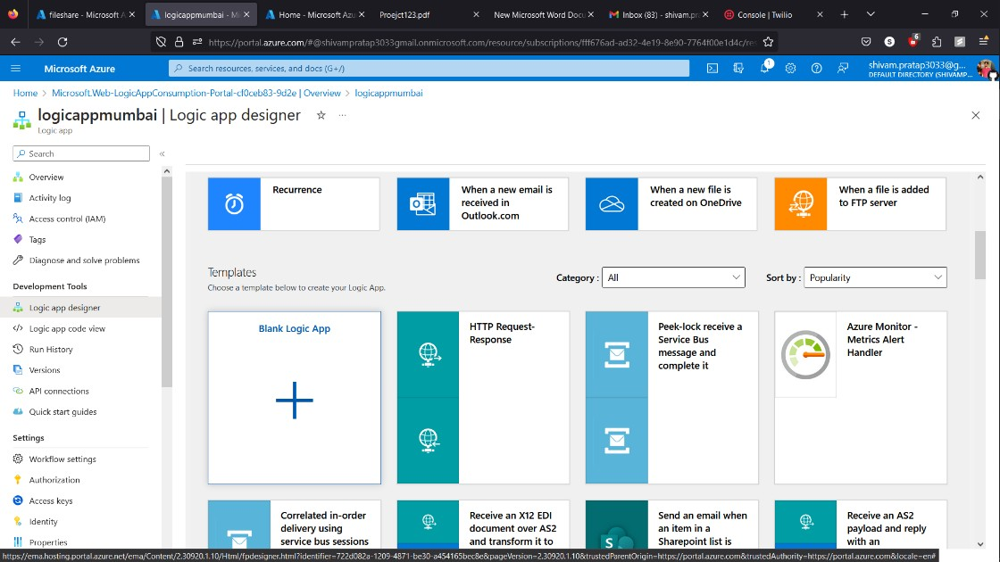 fileshare - Microsoft A
logicappmumbai - Mi
Home - Microsoft Azu
Proejct123.pdf
New Microsoft Word Docu
Inbox (83) - shivam.pr
Console | Twilio
https://portal.azure.com/#@shivampratap3033gmail.onmicrosoft.com/resource/subscriptions/fff676ad-ad32-4e19-8e90-7764f00e1d4c/re
6
Microsoft Azure
Search resources, services, and docs (G+/)
1
shivam.pratap3033@g...
DEFAULT DIRECTORY (SHIVAMP...
Home > Microsoft.Web-LogicAppConsumption-Portal-cf0ceb83-9d2e | Overview > logicappmumbai
logicappmumbai | Logic app designer
Logic app
Search
Overview
Activity log
Access control (IAM)
Tags
Diagnose and solve problems
Development Tools
Logic app designer
Logic app code view
Run History
Versions
API connections
Quick start guides
Settings
Workflow settings
Authorization
Access keys
Identity
Properties
Recurrence
When a new email is
received in
Outlook.com
When a new file is
created on OneDrive
When a file is added
to FTP server
Templates
Choose a template below to create your Logic App.
Category :
All
Sort by :
Popularity
Blank Logic App
HTTP Request-
Response
Peek-lock receive a
Service Bus
message and
complete it
Azure Monitor -
Metrics Alert
Handler
Correlated in-order
delivery using
service bus sessions
Receive an X12 EDI
document over AS2
and transform it to
Send an email when
an item in a
Sharepoint list is
Receive an AS2
payload and reply
with an
https://ema.hosting.portal.azure.net/ema/Content/2.30920.1.10/Html/fpdesigner.html?identifier=722d082a-1209-4871-be30-a454165bec8e&pageVersion=2.30920.1.10&trustedParentOrigin=https://portal.azure.com&trustedAuthority=https://portal.azure.com&locale=en#